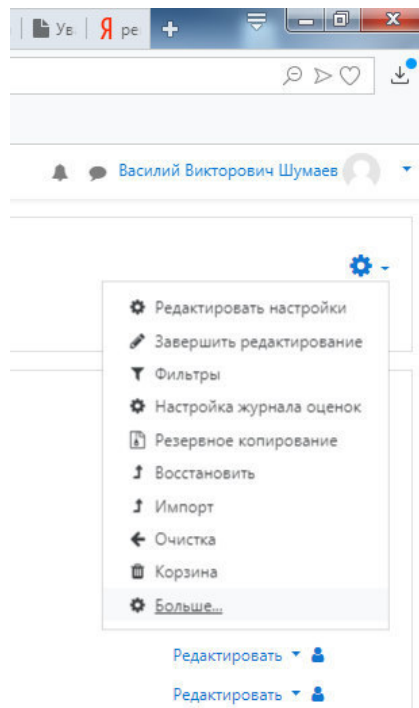 Ув
Я ре
Василий Викторович Шумаев
Редактировать настройки
Завершить редактирование
Фильтры
Настройка журнала оценок
Резервное копирование
Восстановить
Импорт
Очистка
Корзина
Больше...
Редактировать
Редактировать